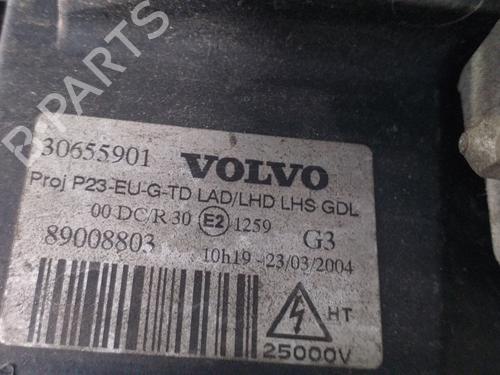 B-PARTS
30655901 VOLVO
Proj P23-EU-G-TD LAD/LHD LHS GDL
00 DC/R 30 E2 1259 G3
89008803 10h19 - 23/03/2004
HT
25000V